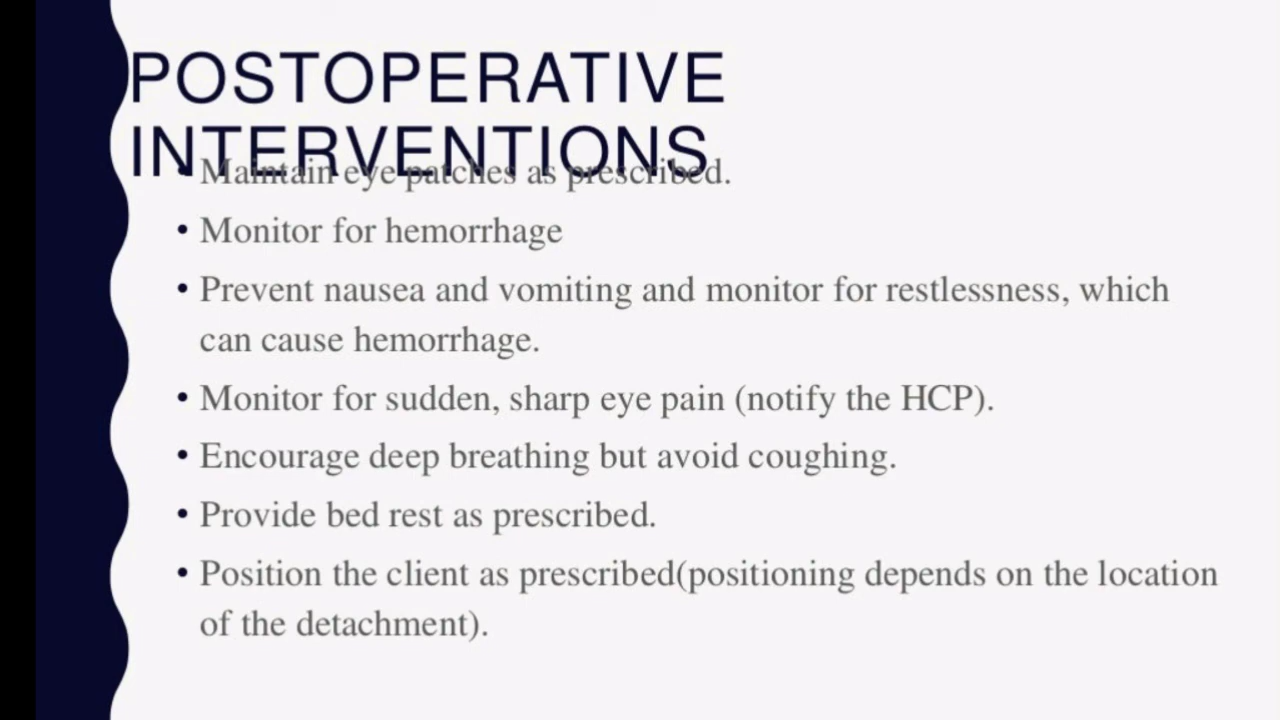 POSTOPERATIVE
INTERVENTIONS
• Maintain eye patches as prescribed.
• Monitor for hemorrhage
• Prevent nausea and vomiting and monitor for restlessness, which
can cause hemorrhage.
• Monitor for sudden, sharp eye pain (notify the HCP).
• Encourage deep breathing but avoid coughing.
• Provide bed rest as prescribed.
• Position the client as prescribed(positioning depends on the location
of the detachment).